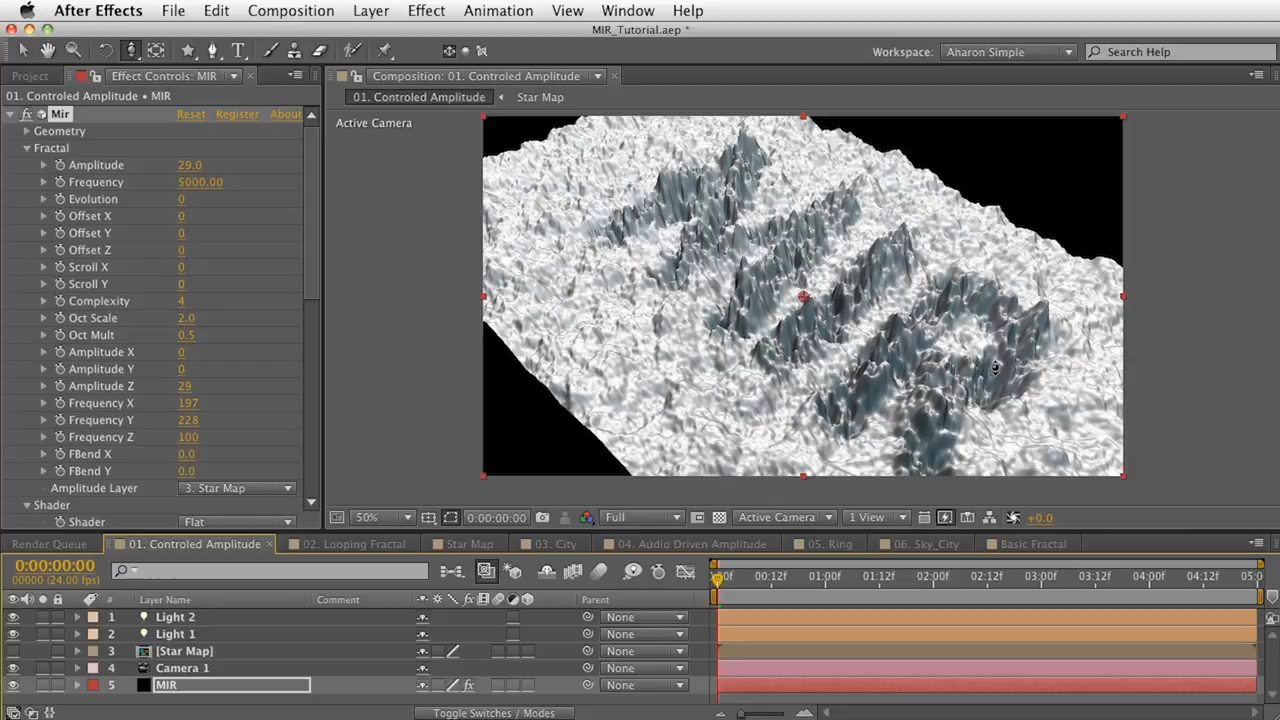 After Effects File Edit Composition Layer Effect Animation View Window Help
MIR_Tutorial.aep *
Workspace: Aharon Simple Search Help
Project Effect Controls: MIR Composition: 01. Controled Amplitude
01. Controled Amplitude • MIR
01. Controled Amplitude Star Map
Active Camera
fx Mir Reset Register About
Geometry
Fractal
Amplitude 29.0
Frequency 5000.00
Evolution 0
Offset X 0
Offset Y 0
Offset Z 0
Scroll X 0
Scroll Y 0
Complexity 4
Oct Scale 2.0
Oct Mult 0.5
Amplitude X 0
Amplitude Y 0
Amplitude Z 29
Frequency X 197
Frequency Y 228
Frequency Z 100
FBend X 0.0
FBend Y 0.0
Amplitude Layer 3. Star Map
Shader
Shader Flat
50% 0:00:00:00 Full Active Camera 1 View +0.0
Render Queue 01. Controled Amplitude 02. Looping Fractal Star Map 03. City 04. Audio Driven Amplitude 05. Ring 06. Sky_City Basic Fractal
0:00:00:00
00000 (24.00 fps)
:00f 00:12f 01:00f 01:12f 02:00f 02:12f 03:00f 03:12f 04:00f 04:12f 05:0
# Layer Name Comment Parent
1 Light 2 None
2 Light 1 None
3 [Star Map] None
4 Camera 1 None
5 MIR fx None
Toggle Switches / Modes